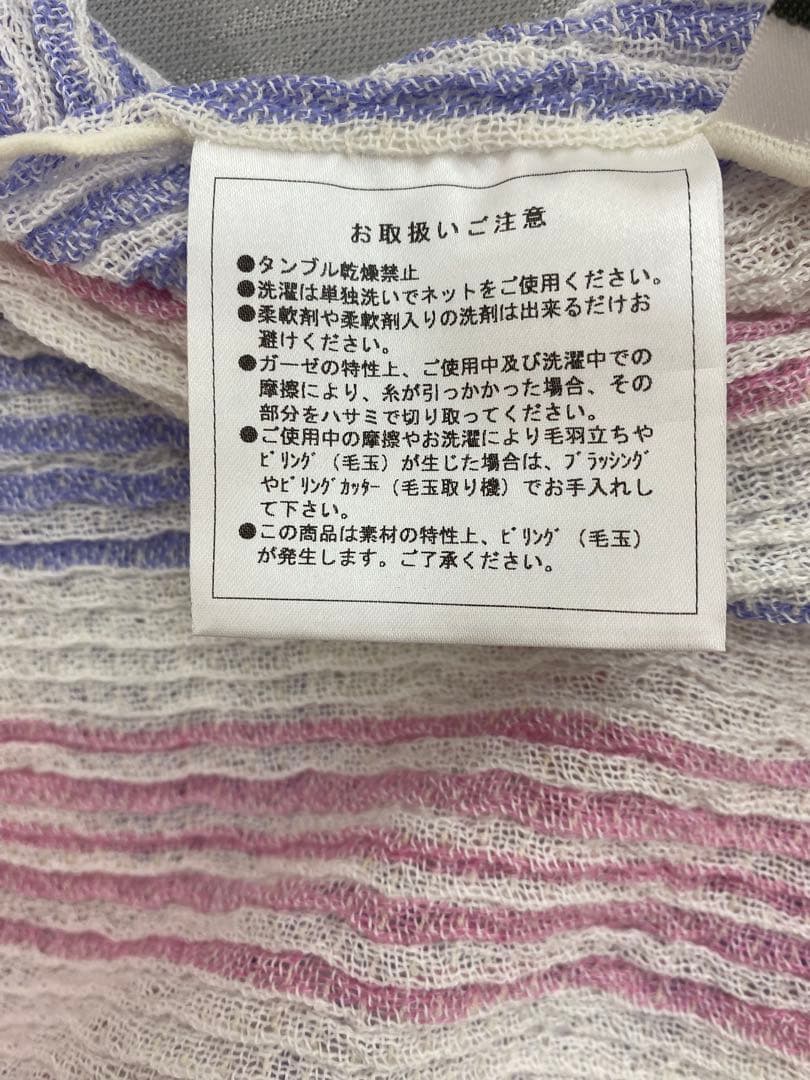 お取扱いご注意
●タンブル乾燥禁止
●洗濯は単独洗いでネットをご使用ください。
●柔軟剤や柔軟剤入りの洗剤は出来るだけお
避けください。
●ガーゼの特性上、ご使用中及び洗濯中での
摩擦により、糸が引っかかった場合、その
部分をハサミで切り取ってください。
●ご使用中の摩擦やお洗濯により毛羽立ちや
ﾋﾟﾘﾝｸﾞ（毛玉）が生じた場合は、ﾌﾞﾗｯｼﾝｸﾞ
やﾋﾟﾘﾝｸﾞｶｯﾀｰ（毛玉取り機）でお手入れし
て下さい。
●この商品は素材の特性上、ﾋﾟﾘﾝｸﾞ（毛玉）
が発生します。ご了承ください。